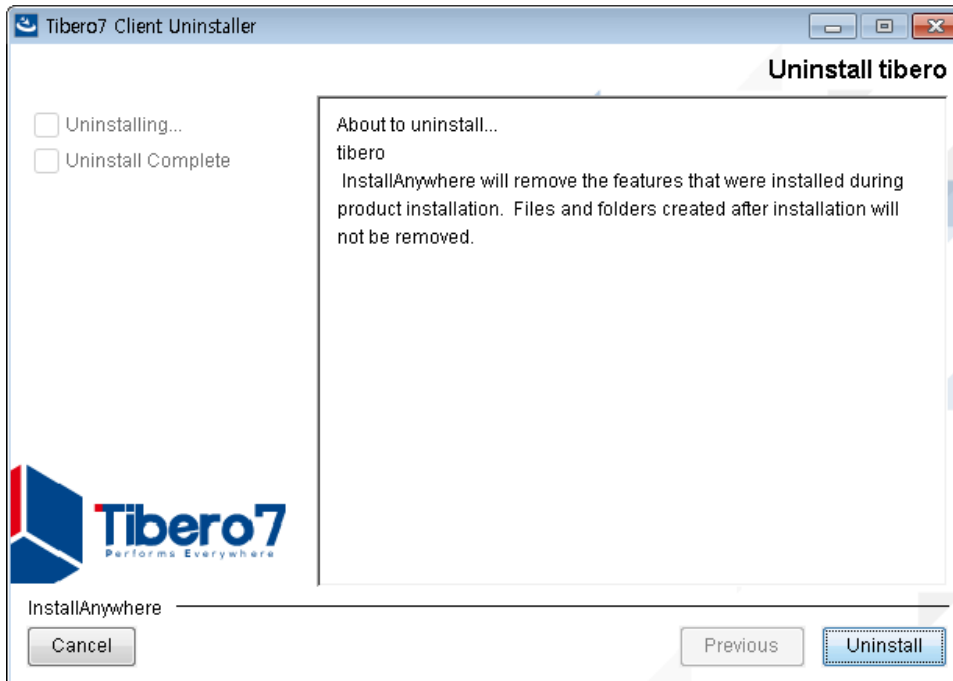 Tibero7 Client Uninstaller
Uninstall tibero
Uninstalling...
Uninstall Complete
About to uninstall...
tibero
InstallAnywhere will remove the features that were installed during
product installation.  Files and folders created after installation will
not be removed.
Tibero7
Performs Everywhere
InstallAnywhere
Cancel
Previous
Uninstall